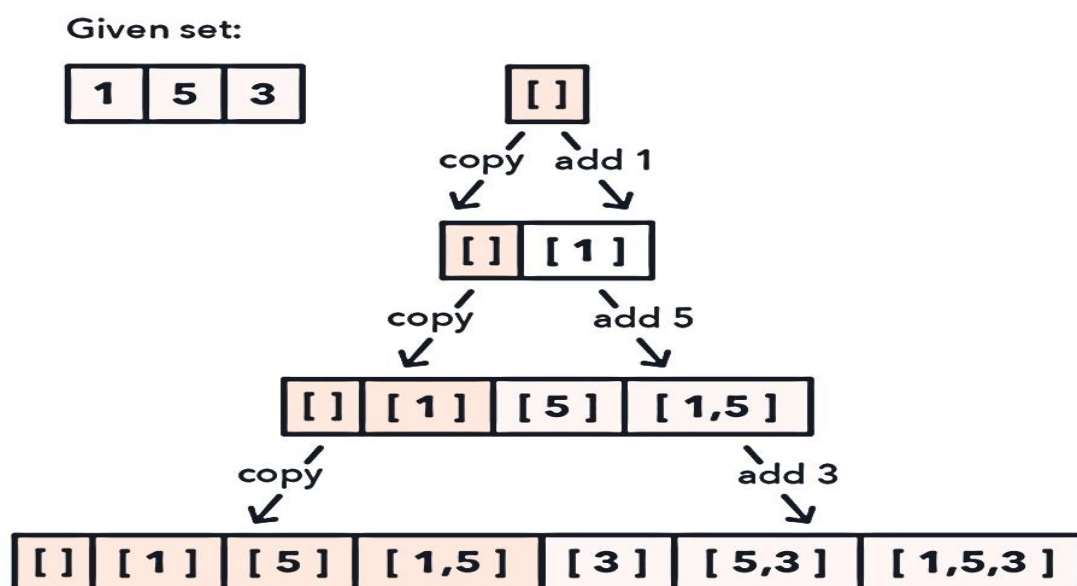 Given set:
1 5 3
[ ]
copy add 1
[ ] [ 1 ]
copy add 5
[ ] [ 1 ] [ 5 ] [ 1,5 ]
copy add 3
[ ] [ 1 ] [ 5 ] [ 1,5 ] [ 3 ] [ 5,3 ] [ 1,5,3 ]